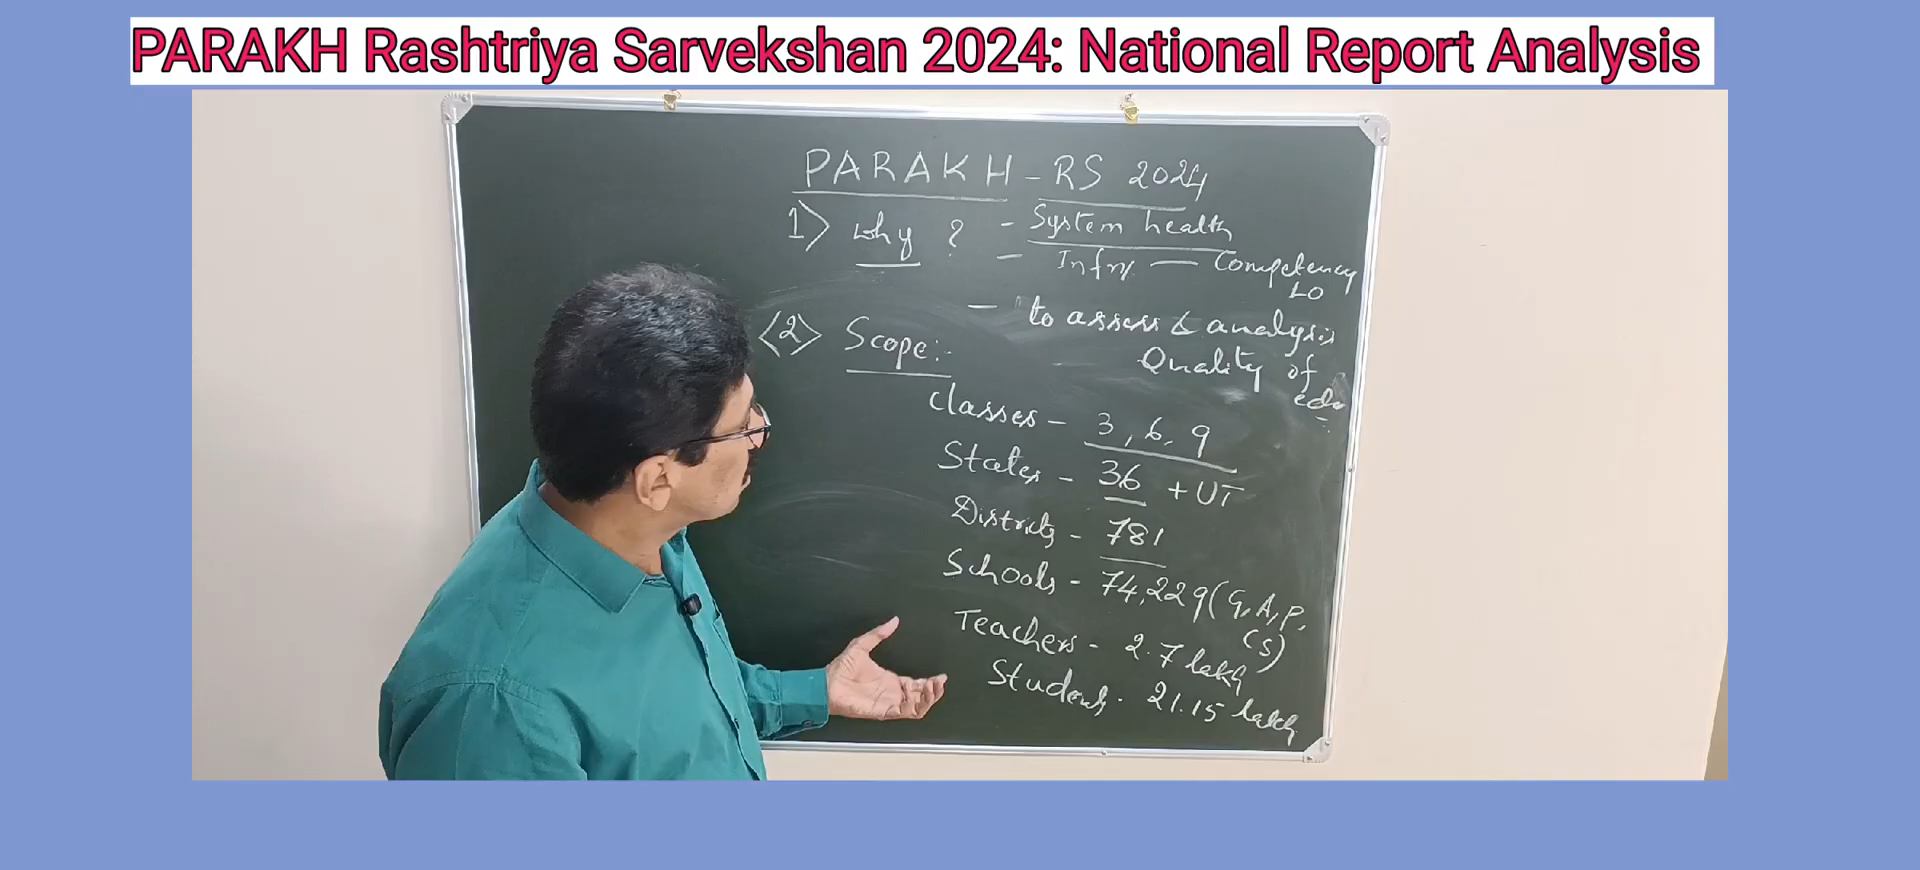 PARAKH Rashtriya Sarvekshan 2024: National Report Analysis
PARAKH - RS 2024
1) Why ? - System health
- Infra — Competency
LO
- to assess & analysis
Quality of
edn
(2) Scope:-
Classes - 3, 6, 9
States - 36 + UT
Districts - 781
Schools - 74,229 (G, A, P,
CS)
Teachers - 2.7 lakh
Students - 21.15 lakh